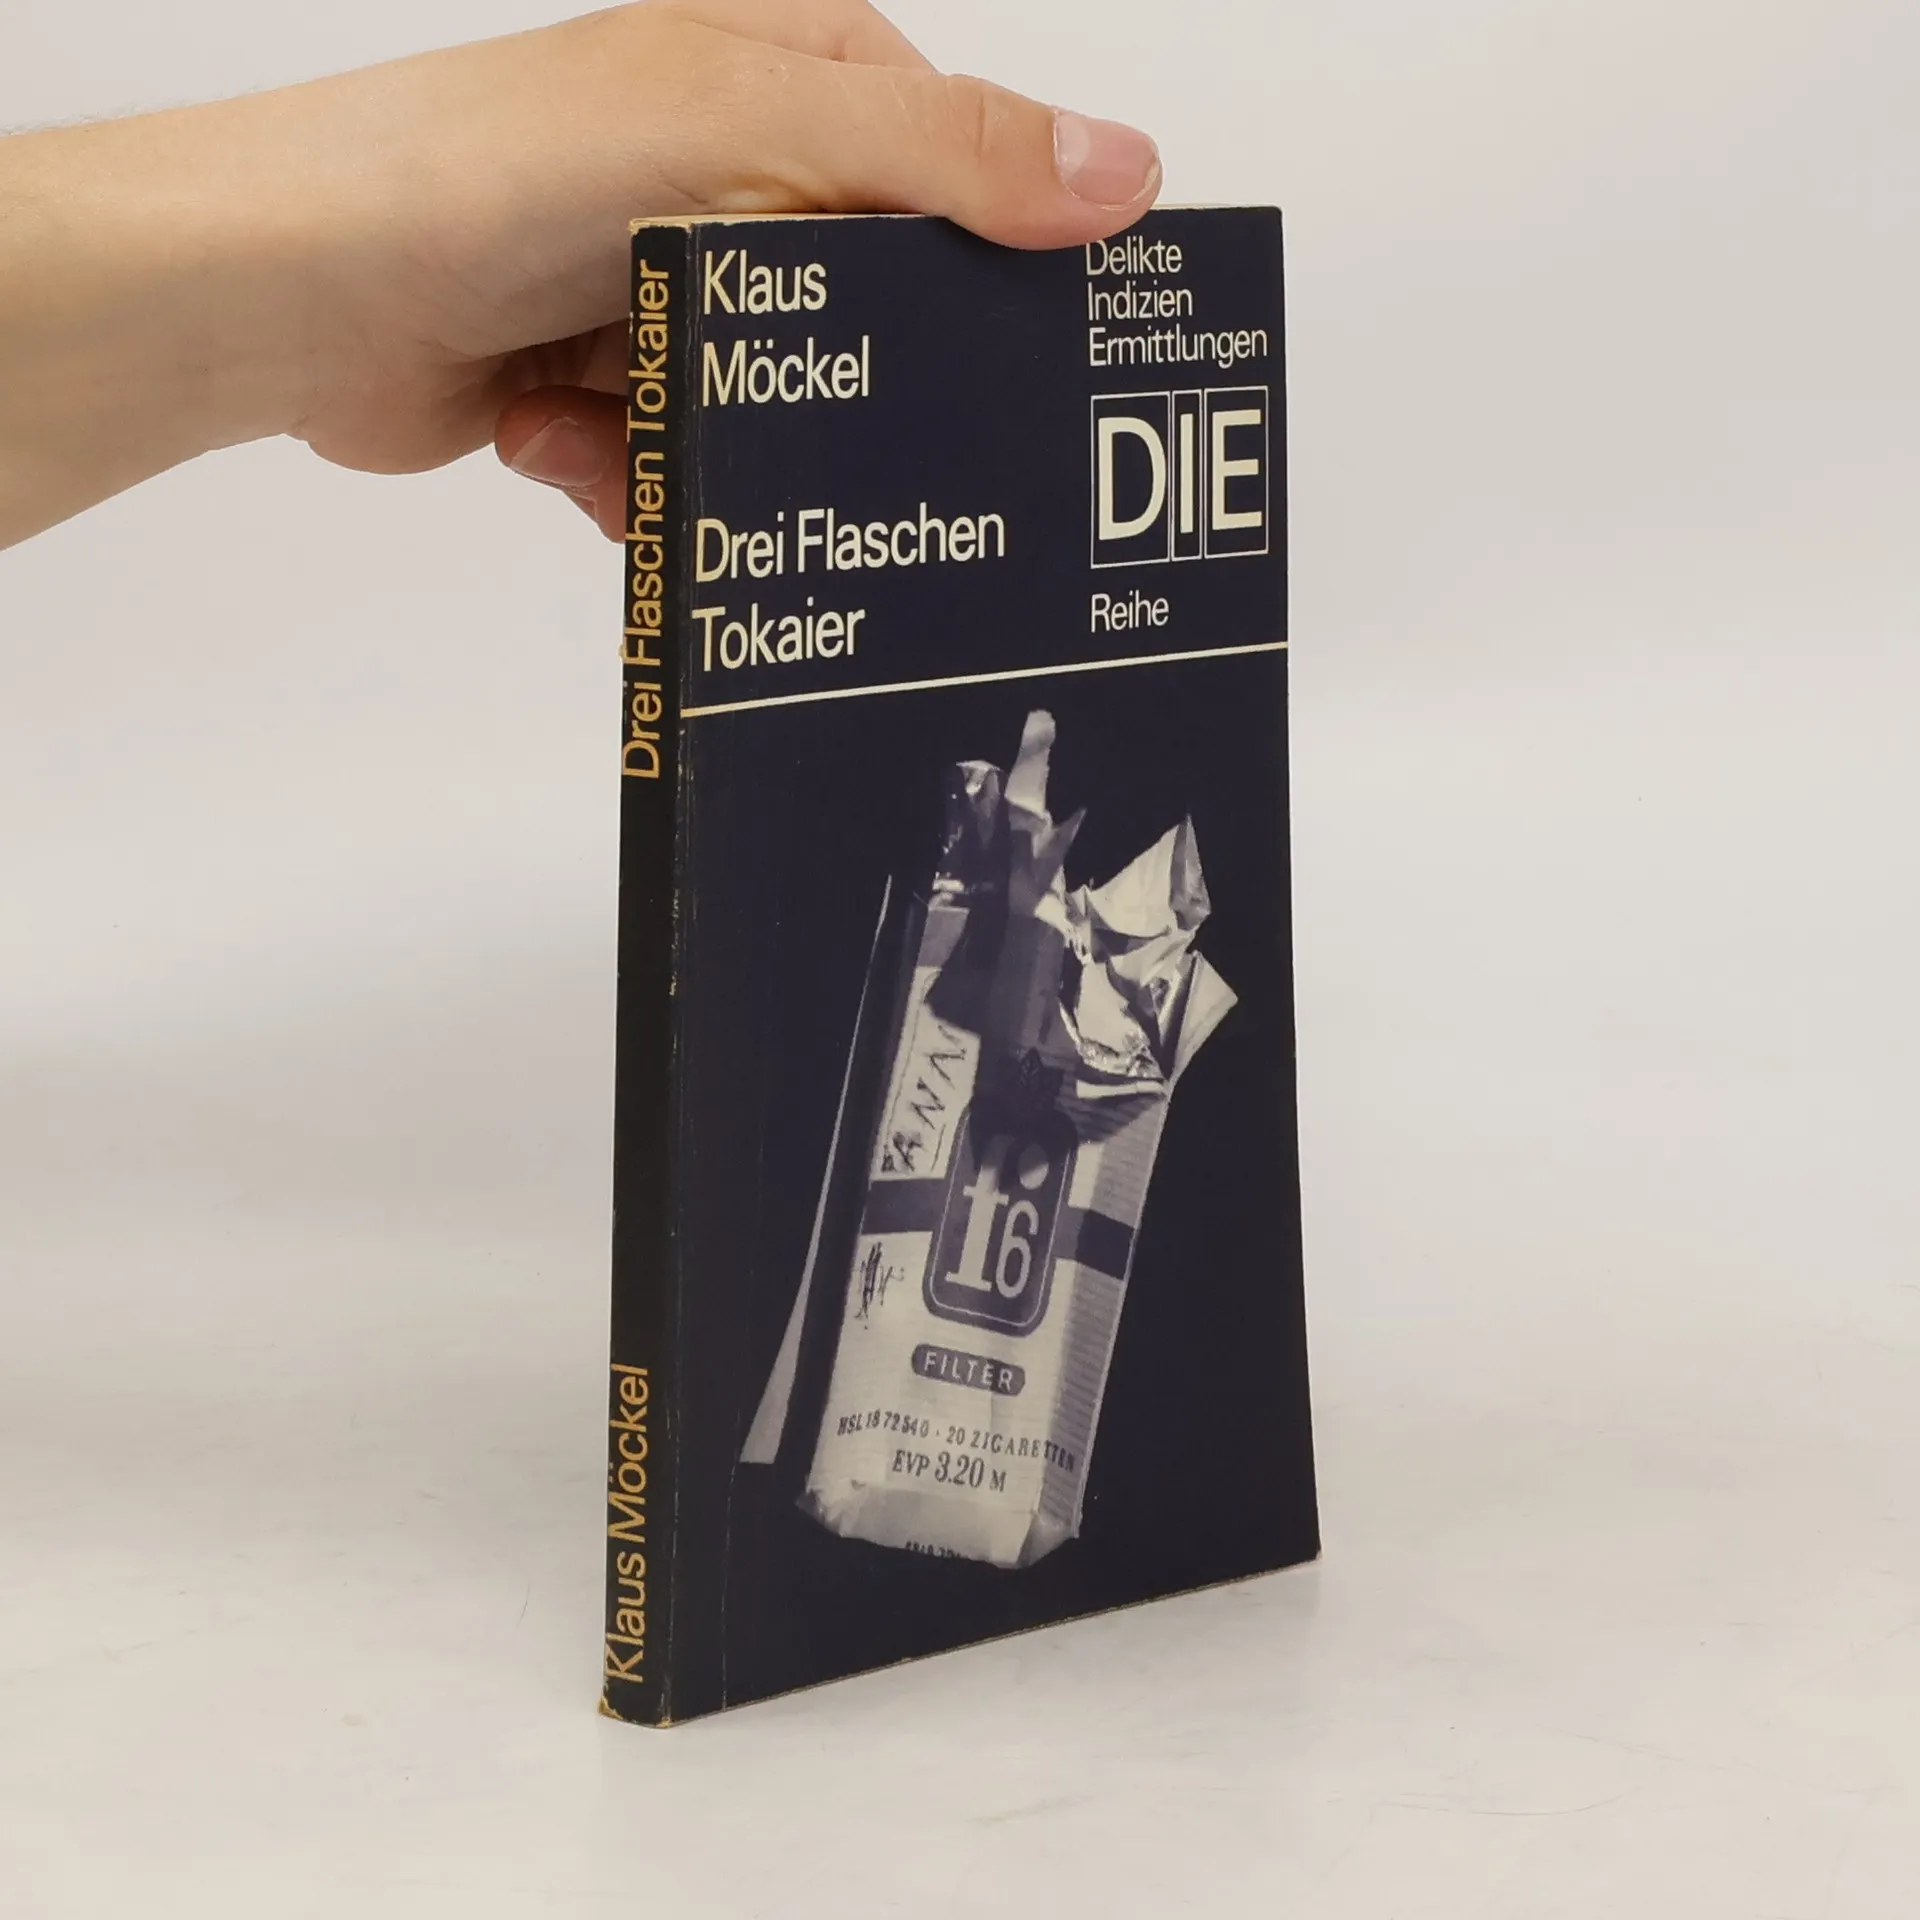 Klaus
Möckel
Drei Flaschen
Tokaier
Delikte
Indizien
Ermittlungen
DIE
Reihe
Drei Flaschen Tokaier
Klaus Möckel
16
FILTER
HSL 18 72 540 · 20 ZIGARETTEN
EVP 3.20 M